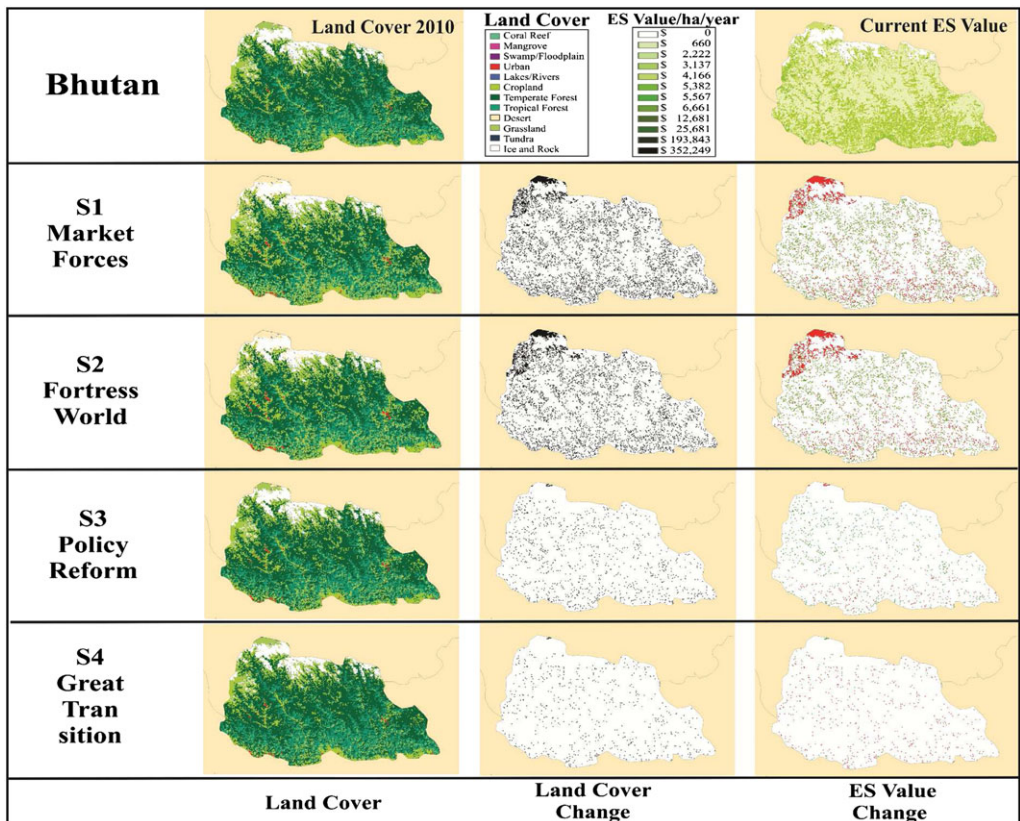 Bhutan
Land Cover 2010
Land Cover
Coral Reef
Mangrove
Swamp/Floodplain
Urban
Lakes/Rivers
Cropland
Temperate Forest
Tropical Forest
Desert
Grassland
Tundra
Ice and Rock
ES Value/ha/year
$ 0
$ 660
$ 2,222
$ 3,137
$ 4,166
$ 5,382
$ 5,567
$ 6,661
$ 12,681
$ 25,681
$ 193,843
$ 352,249
Current ES Value
S1
Market
Forces
S2
Fortress
World
S3
Policy
Reform
S4
Great
Tran
sition
Land Cover
Land Cover
Change
ES Value
Change